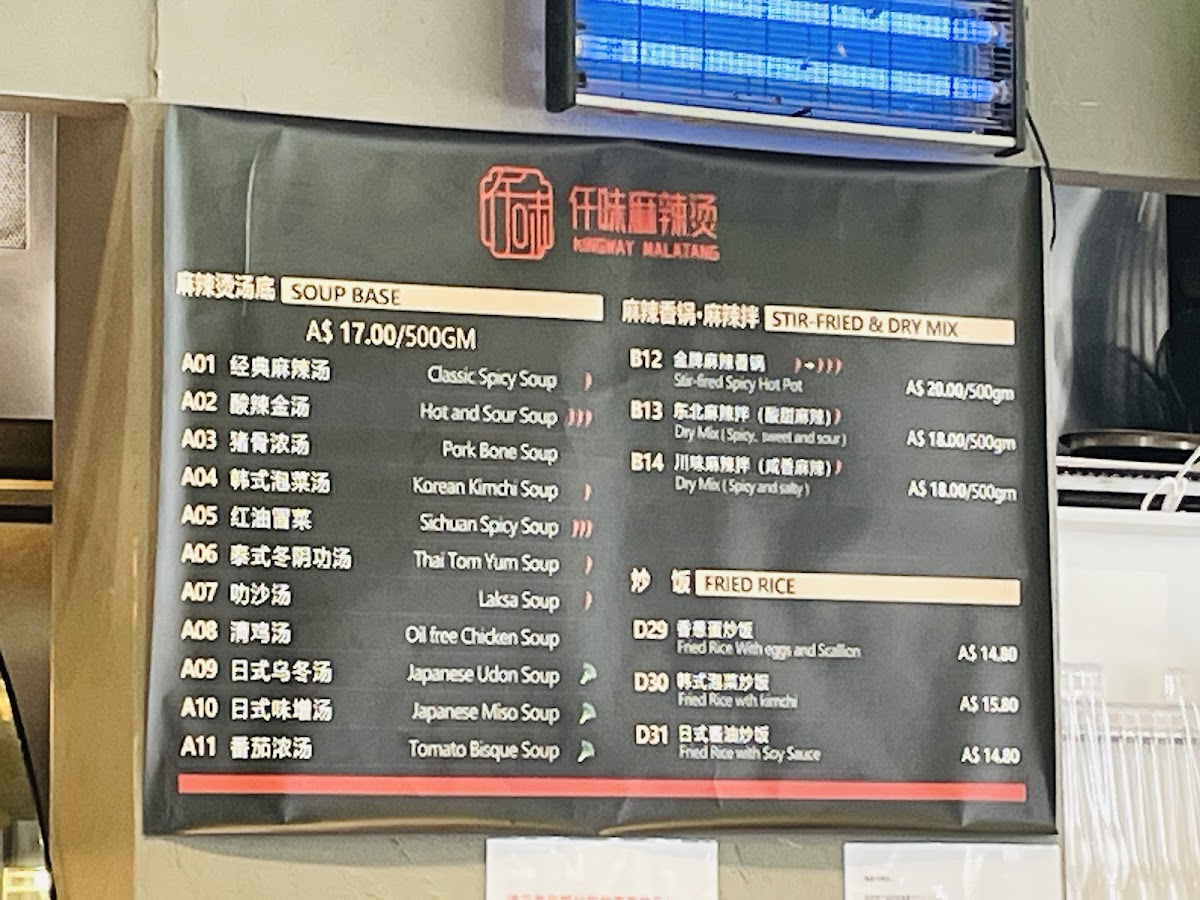 仟味麻辣烫
MINGWAY MALATANG
麻辣烫汤底 SOUP BASE
A$ 17.00/500GM
A01 经典麻辣汤 Classic Spicy Soup
A02 酸辣金汤 Hot and Sour Soup
A03 猪骨浓汤 Pork Bone Soup
A04 韩式泡菜汤 Korean Kimchi Soup
A05 红油冒菜 Sichuan Spicy Soup
A06 泰式冬阴功汤 Thai Tom Yum Soup
A07 叻沙汤 Laksa Soup
A08 清鸡汤 Oil free Chicken Soup
A09 日式乌冬汤 Japanese Udon Soup
A10 日式味增汤 Japanese Miso Soup
A11 番茄浓汤 Tomato Bisque Soup
麻辣香锅·麻辣拌 STIR-FRIED & DRY MIX
B12 金牌麻辣香锅
Stir-fired Spicy Hot Pot A$ 20.00/500gm
B13 东北麻辣拌（酸甜麻辣）
Dry Mix ( Spicy, sweet and sour ) A$ 18.00/500gm
B14 川味麻辣拌（咸香麻辣）
Dry Mix ( Spicy and salty ) A$ 18.00/500gm
炒 饭 FRIED RICE
D29 香葱蛋炒饭
Fried Rice With eggs and Scallion A$ 14.80
D30 韩式泡菜炒饭
Fried Rice wth kimchi A$ 15.80
D31 日式酱油炒饭
Fried Rice with Soy Sauce A$ 14.80